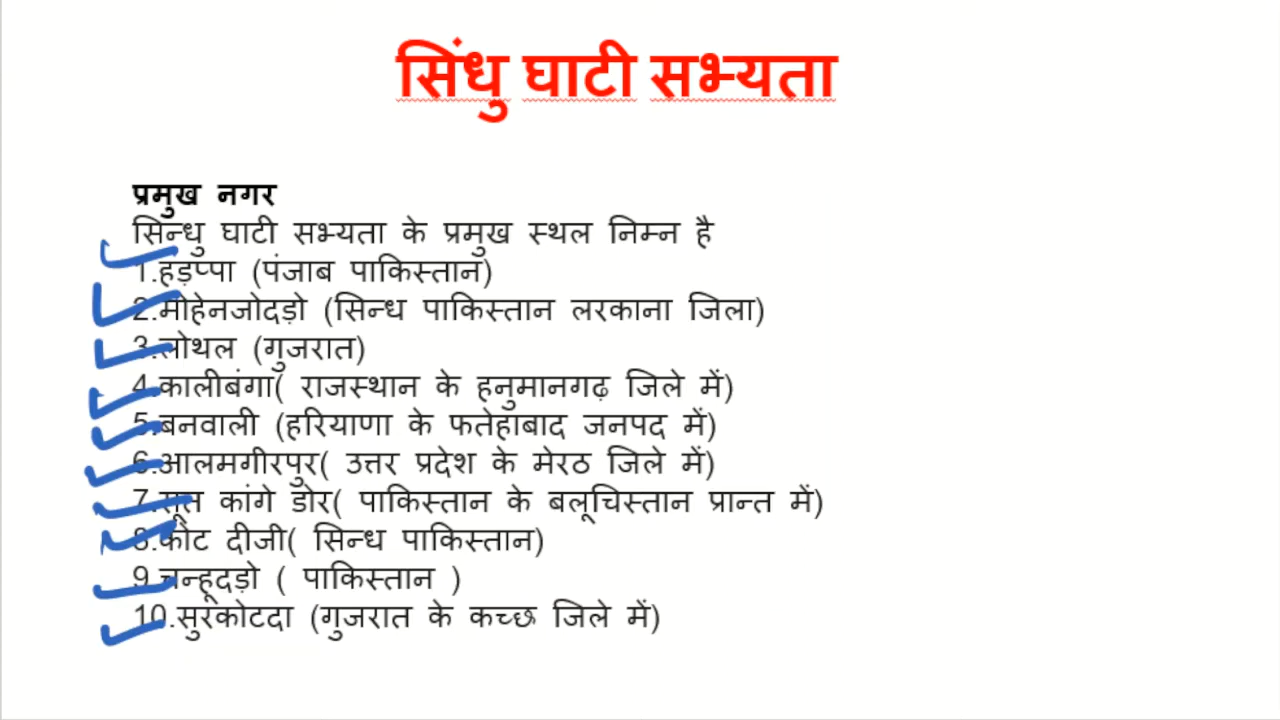 सिंधु घाटी सभ्यता
प्रमुख नगर
सिन्धु घाटी सभ्यता के प्रमुख स्थल निम्न है
1.हड़प्पा (पंजाब पाकिस्तान)
2.मोहेनजोदड़ो (सिन्ध पाकिस्तान लरकाना जिला)
3.लोथल (गुजरात)
4.कालीबंगा( राजस्थान के हनुमानगढ़ जिले में)
5.बनवाली (हरियाणा के फतेहाबाद जनपद में)
6.आलमगीरपुर( उत्तर प्रदेश के मेरठ जिले में)
7.सूत कांगे डोर( पाकिस्तान के बलूचिस्तान प्रान्त में)
8.कोट दीजी( सिन्ध पाकिस्तान)
9.चन्हूदड़ो ( पाकिस्तान )
10.सुरकोटदा (गुजरात के कच्छ जिले में)